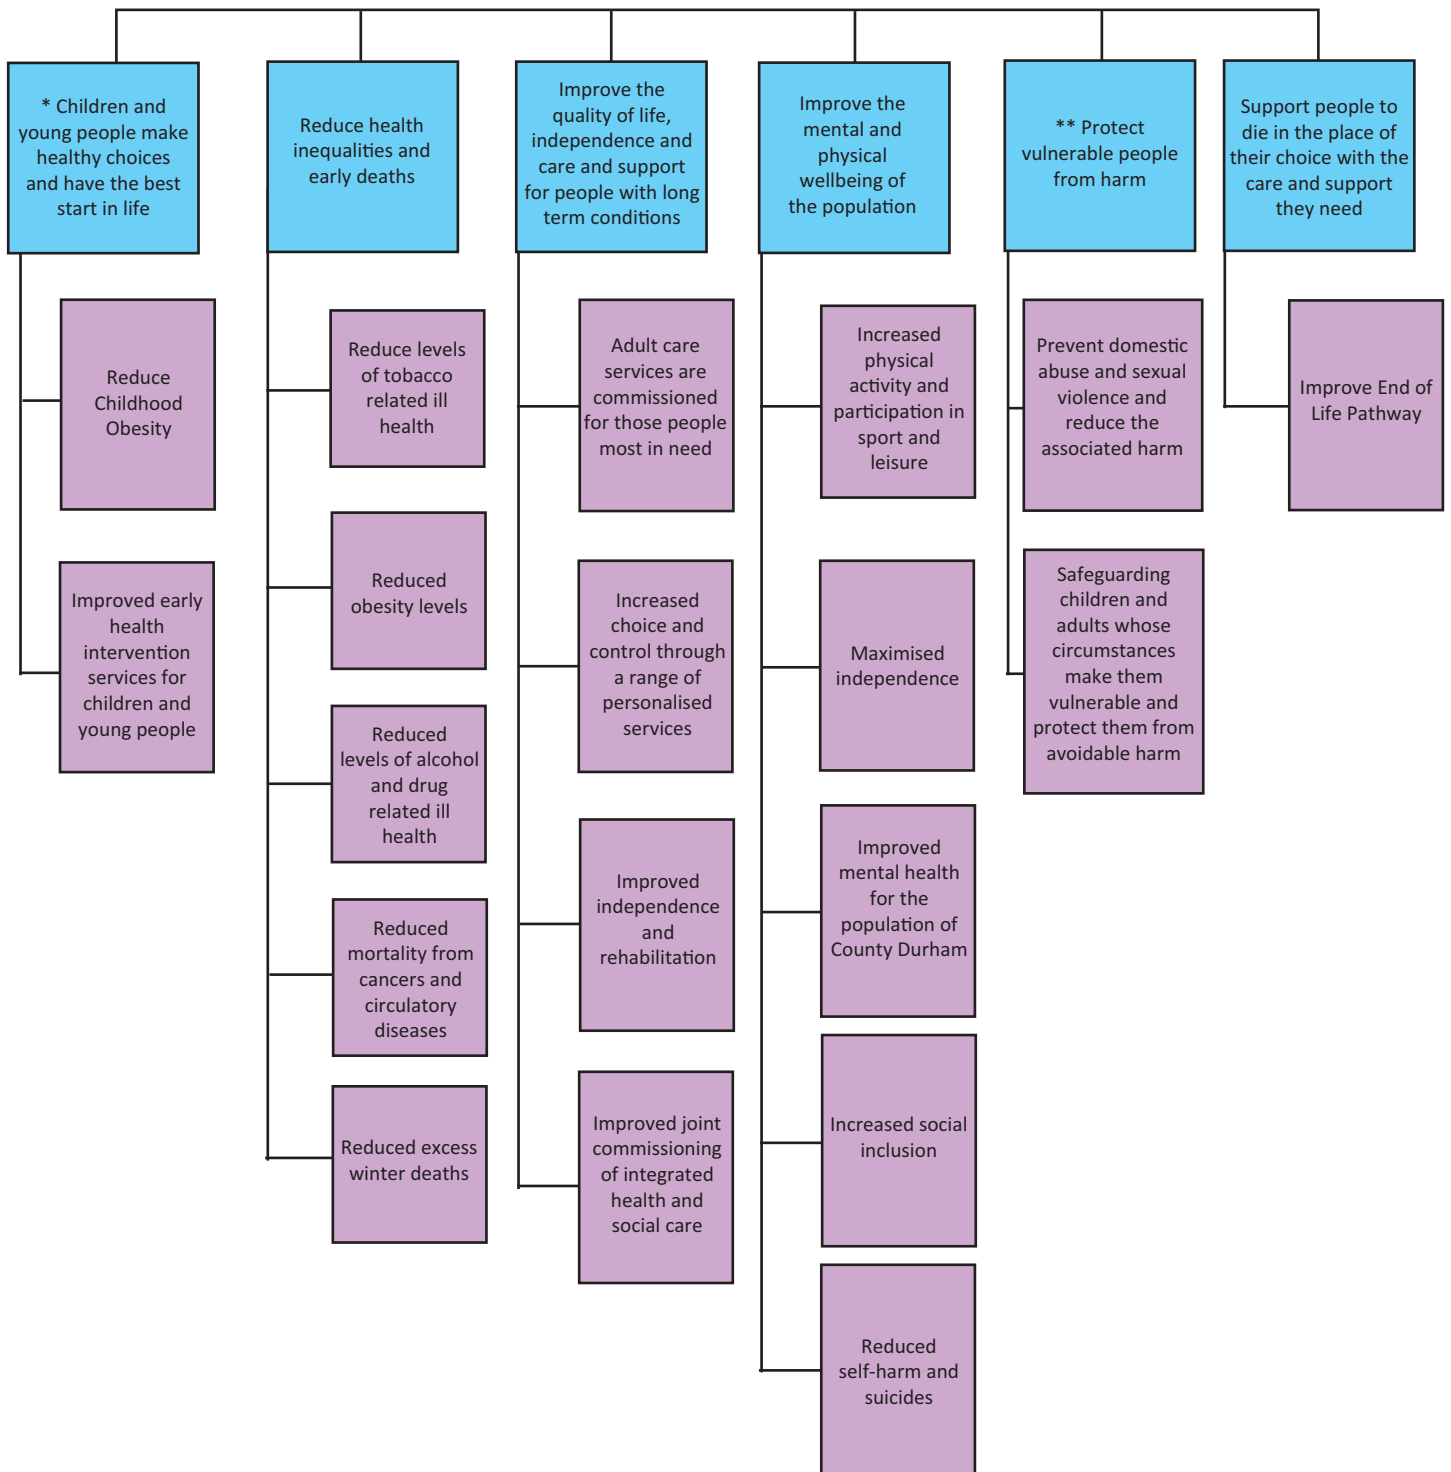 * Children and
young people make
healthy choices
and have the best
start in life
Reduce health
inequalities and
early deaths
Improve the
quality of life,
independence and
care and support
for people with long
term conditions
Improve the
mental and
physical
wellbeing of
the population
** Protect
vulnerable people
from harm
Support people to
die in the place of
their choice with the
care and support
they need
Reduce
Childhood
Obesity
Improved early
health
intervention
services for
children and
young people
Reduce levels
of tobacco
related ill
health
Reduced
obesity levels
Reduced
levels of alcohol
and drug
related ill
health
Reduced
mortality from
cancers and
circulatory
diseases
Reduced excess
winter deaths
Adult care
services are
commissioned
for those people
most in need
Increased
choice and
control through
a range of
personalised
services
Improved
independence
and
rehabilitation
Improved joint
commissioning
of integrated
health and
social care
Increased
physical
activity and
participation in
sport and
leisure
Maximised
independence
Improved
mental health
for the
population of
County Durham
Increased social
inclusion
Reduced
self-harm and
suicides
Prevent domestic
abuse and sexual
violence and
reduce the
associated harm
Safeguarding
children and
adults whose
circumstances
make them
vulnerable and
protect them from
avoidable harm
Improve End of
Life Pathway